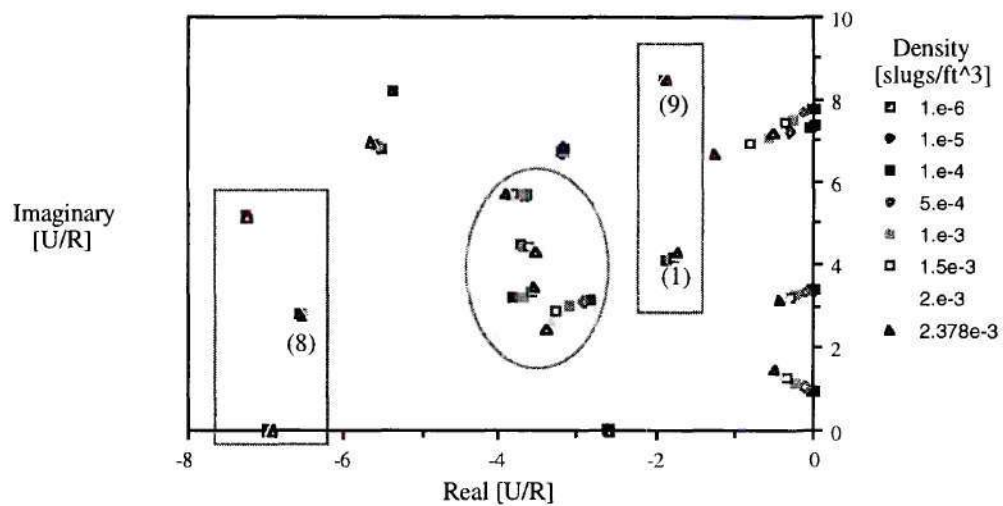 10
Density
[slugs/ft^3]
(9)
8
1.e-6
1.e-5
1.e-4
6
5.e-4
Imaginary
[U/R]
1.e-3
(1)
4
1.5e-3
2.e-3
(8)
2.378e-3
2
0
-8
-6
-4
-2
0
Real [U/R]